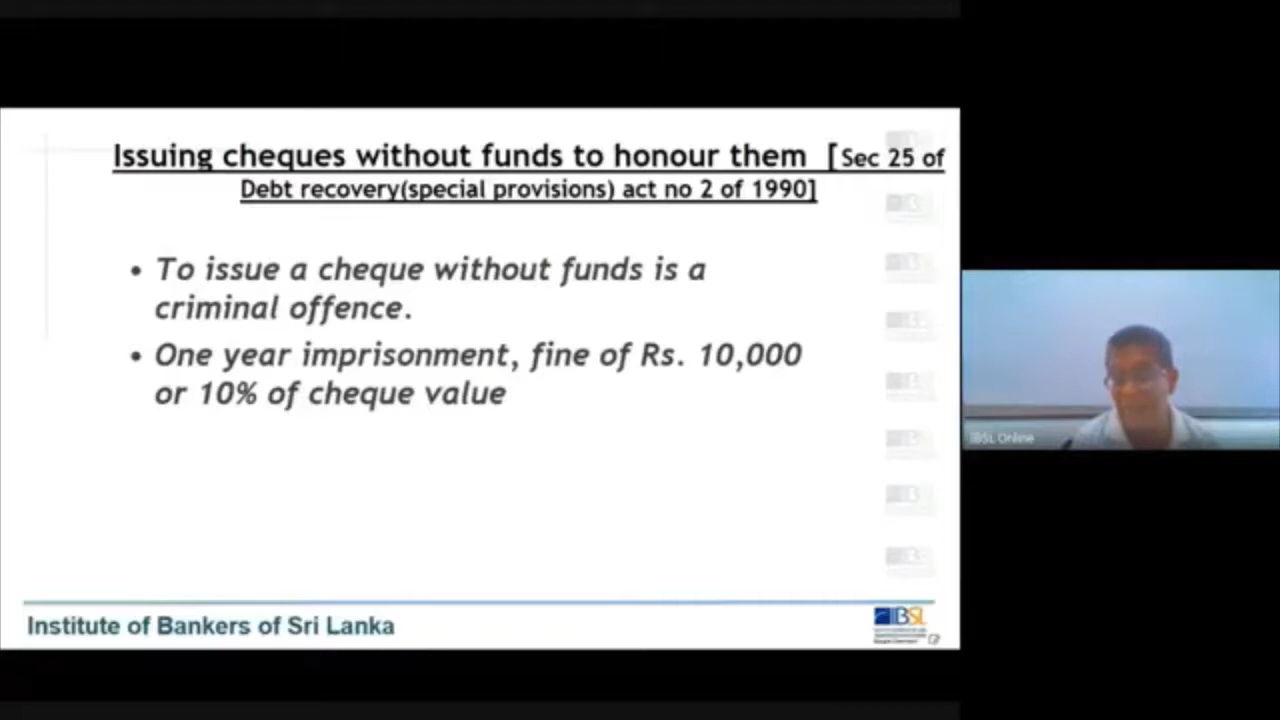 Issuing cheques without funds to honour them [Sec 25 of
Debt recovery(special provisions) act no 2 of 1990]
• To issue a cheque without funds is a
criminal offence.
• One year imprisonment, fine of Rs. 10,000
or 10% of cheque value
IBSL Online
Institute of Bankers of Sri Lanka
IBSL